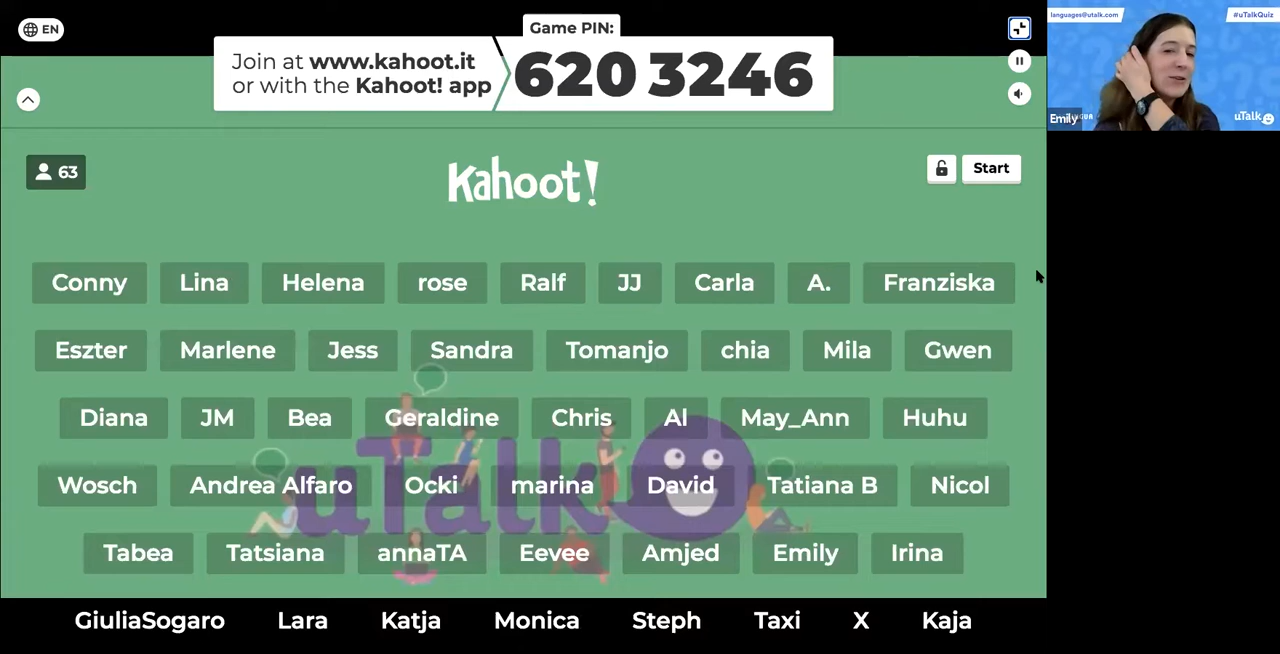 EN
Game PIN:
Join at www.kahoot.it
or with the Kahoot! app
620 3246
languages@utalk.com
#uTalkQuiz
Emily
uTalk
63
Kahoot!
Start
Conny Lina Helena rose Ralf JJ Carla A. Franziska
Eszter Marlene Jess Sandra Tomanjo chia Mila Gwen
Diana JM Bea Geraldine Chris Al May_Ann Huhu
Wosch Andrea Alfaro Ocki marina David Tatiana B Nicol
uTalk
Tabea Tatsiana annaTA Eevee Amjed Emily Irina
GiuliaSogaro Lara Katja Monica Steph Taxi X Kaja